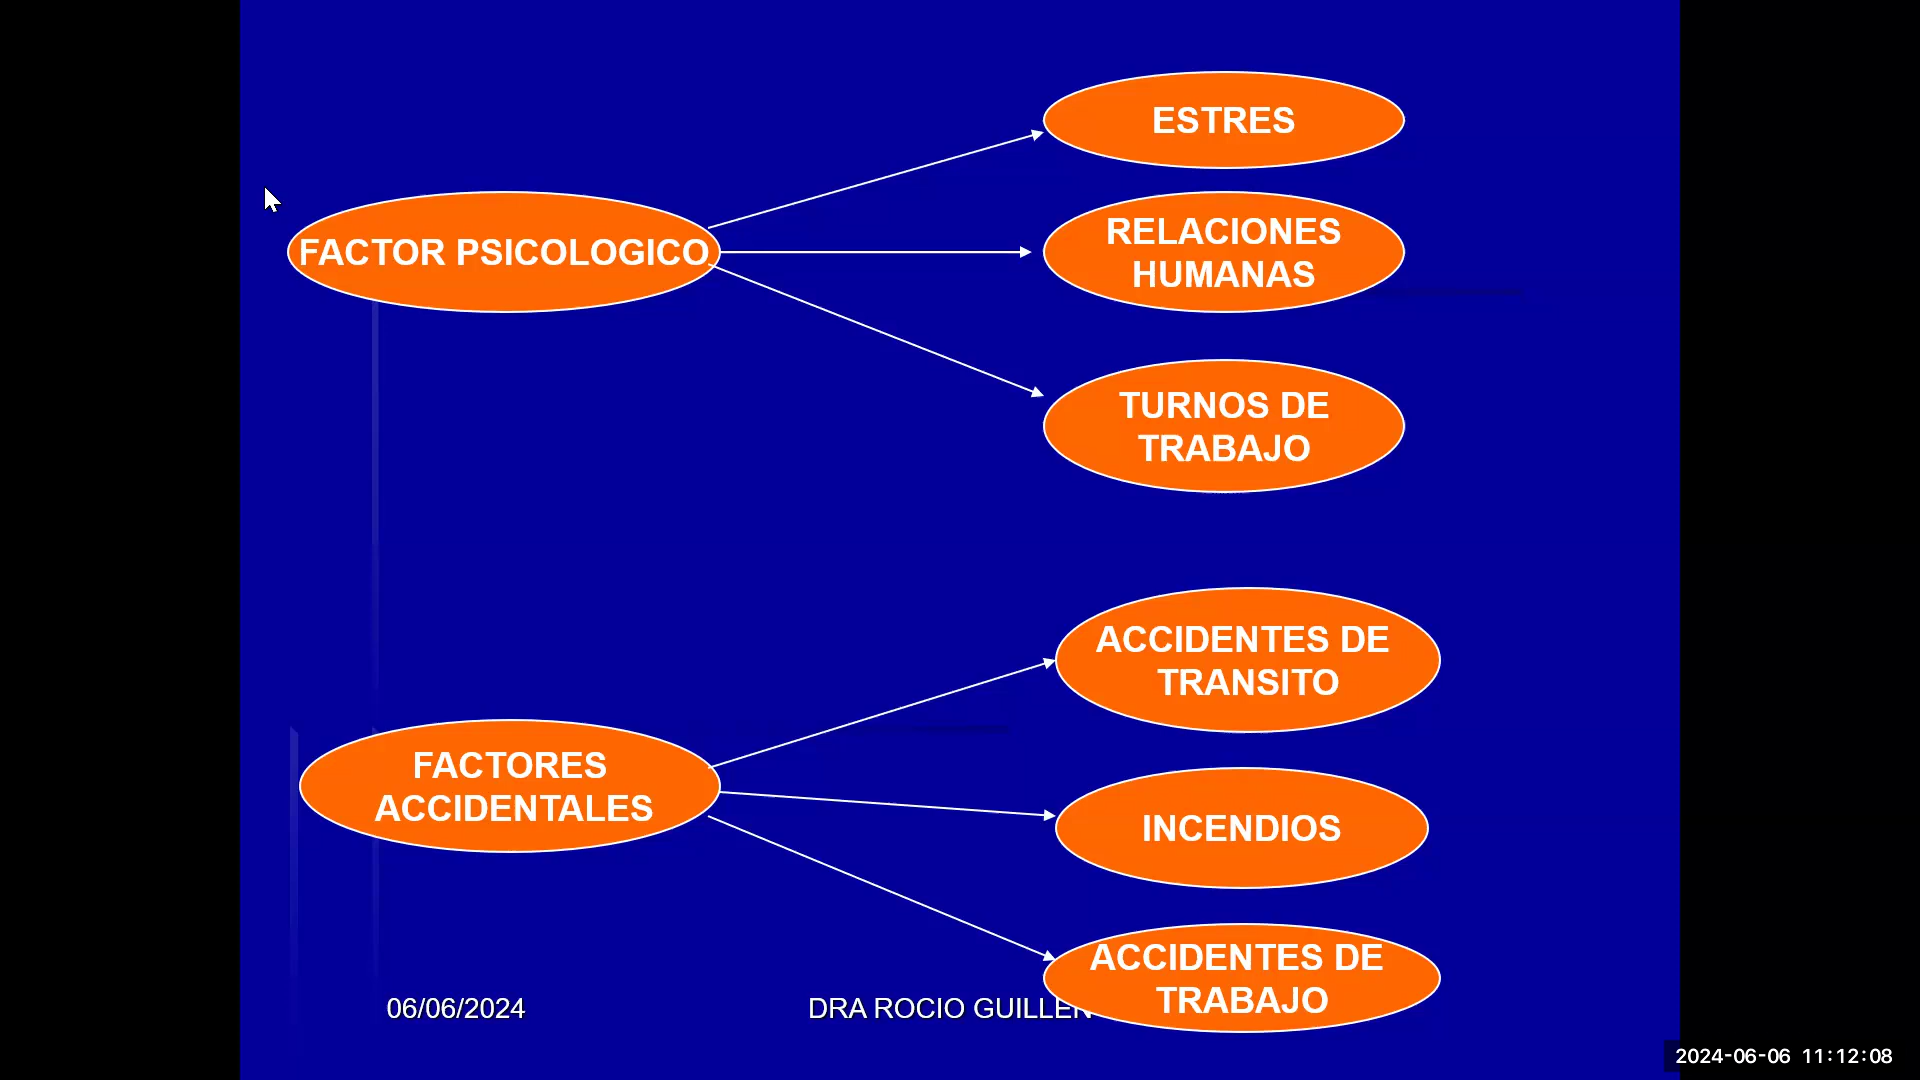 ESTRES
FACTOR PSICOLOGICO
RELACIONES
HUMANAS
TURNOS DE
TRABAJO
ACCIDENTES DE
TRANSITO
FACTORES
ACCIDENTALES
INCENDIOS
ACCIDENTES DE
TRABAJO
06/06/2024
DRA ROCIO GUILLEN
2024-06-06 11:12:08